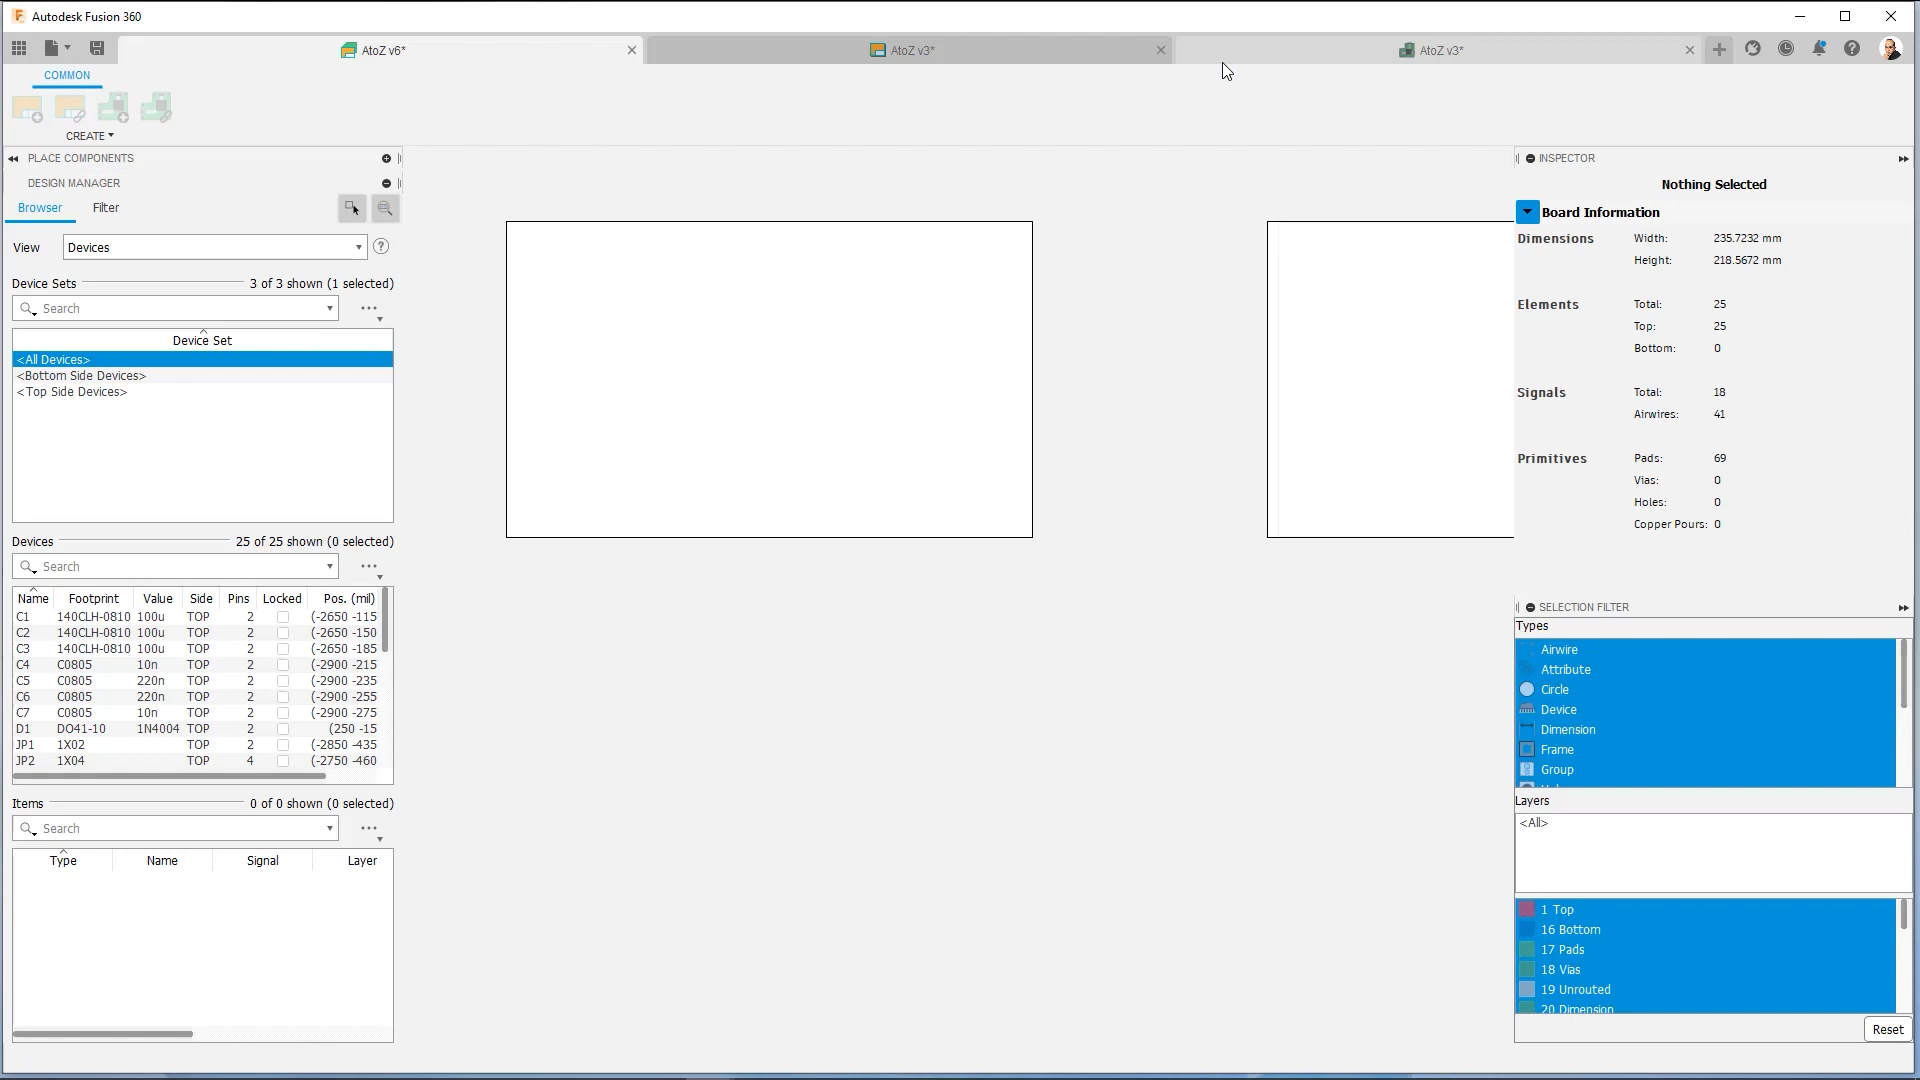 Autodesk Fusion 360
AtoZ v6*
AtoZ v3*
AtoZ v3*
COMMON
CREATE
PLACE COMPONENTS
DESIGN MANAGER
Browser
Filter
View
Devices
Device Sets
3 of 3 shown (1 selected)
Search
Device Set
<All Devices>
<Bottom Side Devices>
<Top Side Devices>
Devices
25 of 25 shown (0 selected)
Search
Name Footprint Value Side Pins Locked Pos. (mil)
C1 140CLH-0810 100u TOP 2 (-2650 -115
C2 140CLH-0810 100u TOP 2 (-2650 -150
C3 140CLH-0810 100u TOP 2 (-2650 -185
C4 C0805 10n TOP 2 (-2900 -215
C5 C0805 220n TOP 2 (-2900 -235
C6 C0805 220n TOP 2 (-2900 -255
C7 C0805 10n TOP 2 (-2900 -275
D1 DO41-10 1N4004 TOP 2 (250 -15
JP1 1X02 TOP 2 (-2850 -435
JP2 1X04 TOP 4 (-2750 -460
Items
0 of 0 shown (0 selected)
Search
Type Name Signal Layer
INSPECTOR
Nothing Selected
Board Information
Dimensions Width: 235.7232 mm
Height: 218.5672 mm
Elements Total: 25
Top: 25
Bottom: 0
Signals Total: 18
Airwires: 41
Primitives Pads: 69
Vias: 0
Holes: 0
Copper Pours: 0
SELECTION FILTER
Types
Airwire
Attribute
Circle
Device
Dimension
Frame
Group
Layers
<All>
1 Top
16 Bottom
17 Pads
18 Vias
19 Unrouted
20 Dimension
Reset